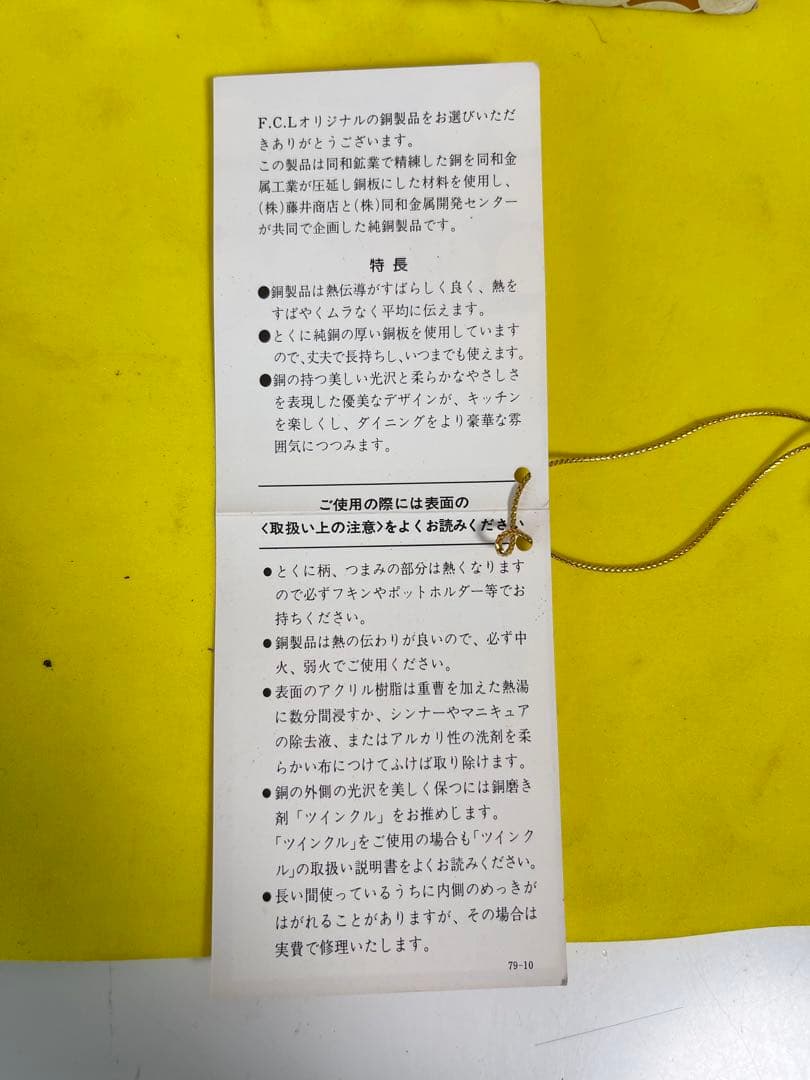 F.C.Lオリジナルの銅製品をお選びいただ
きありがとうございます。
この製品は同和鉱業で精練した銅を同和金
属工業が圧延し銅板にした材料を使用し、
(株)藤井商店と(株)同和金属開発センター
が共同で企画した純銅製品です。
特長
●銅製品は熱伝導がすばらしく良く、熱を
すばやくムラなく平均に伝えます。
●とくに純銅の厚い銅板を使用しています
ので、丈夫で長持ちし、いつまでも使えます。
●銅の持つ美しい光沢と柔らかなやさしさ
を表現した優美なデザインが、キッチン
を楽しくし、ダイニングをより豪華な雰
囲気につつみます。
ご使用の際には表面の
〈取扱い上の注意〉をよくお読みください
●とくに柄、つまみの部分は熱くなります
ので必ずフキンやポットホルダー等でお
持ちください。
●銅製品は熱の伝わりが良いので、必ず中
火、弱火でご使用ください。
●表面のアクリル樹脂は重曹を加えた熱湯
に数分間浸すか、シンナーやマニキュア
の除去液、またはアルカリ性の洗剤を柔
らかい布につけてふけば取り除けます。
●銅の外側の光沢を美しく保つには銅磨き
剤「ツインクル」をお推めします。
「ツインクル」をご使用の場合も「ツインク
ル」の取扱い説明書をよくお読みください。
●長い間使っているうちに内側のめっきが
はがれることがありますが、その場合は
実費で修理いたします。
79-10